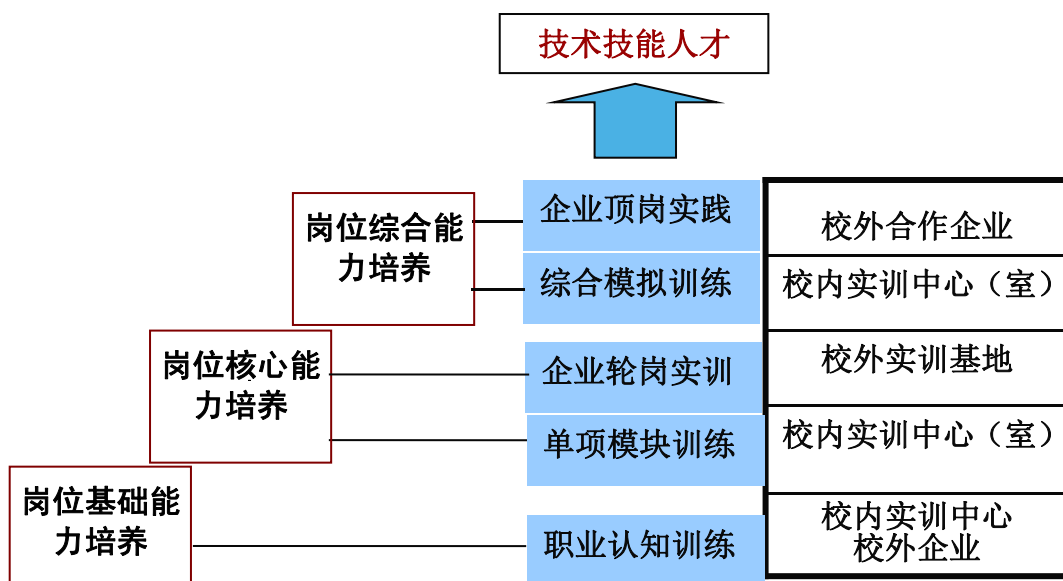 技术技能人才
岗位综合能
力培养
企业顶岗实践
校外合作企业
综合模拟训练
校内实训中心（室）
岗位核心能
力培养
企业轮岗实训
校外实训基地
单项模块训练
校内实训中心（室）
岗位基础能
力培养
职业认知训练
校内实训中心
校外企业